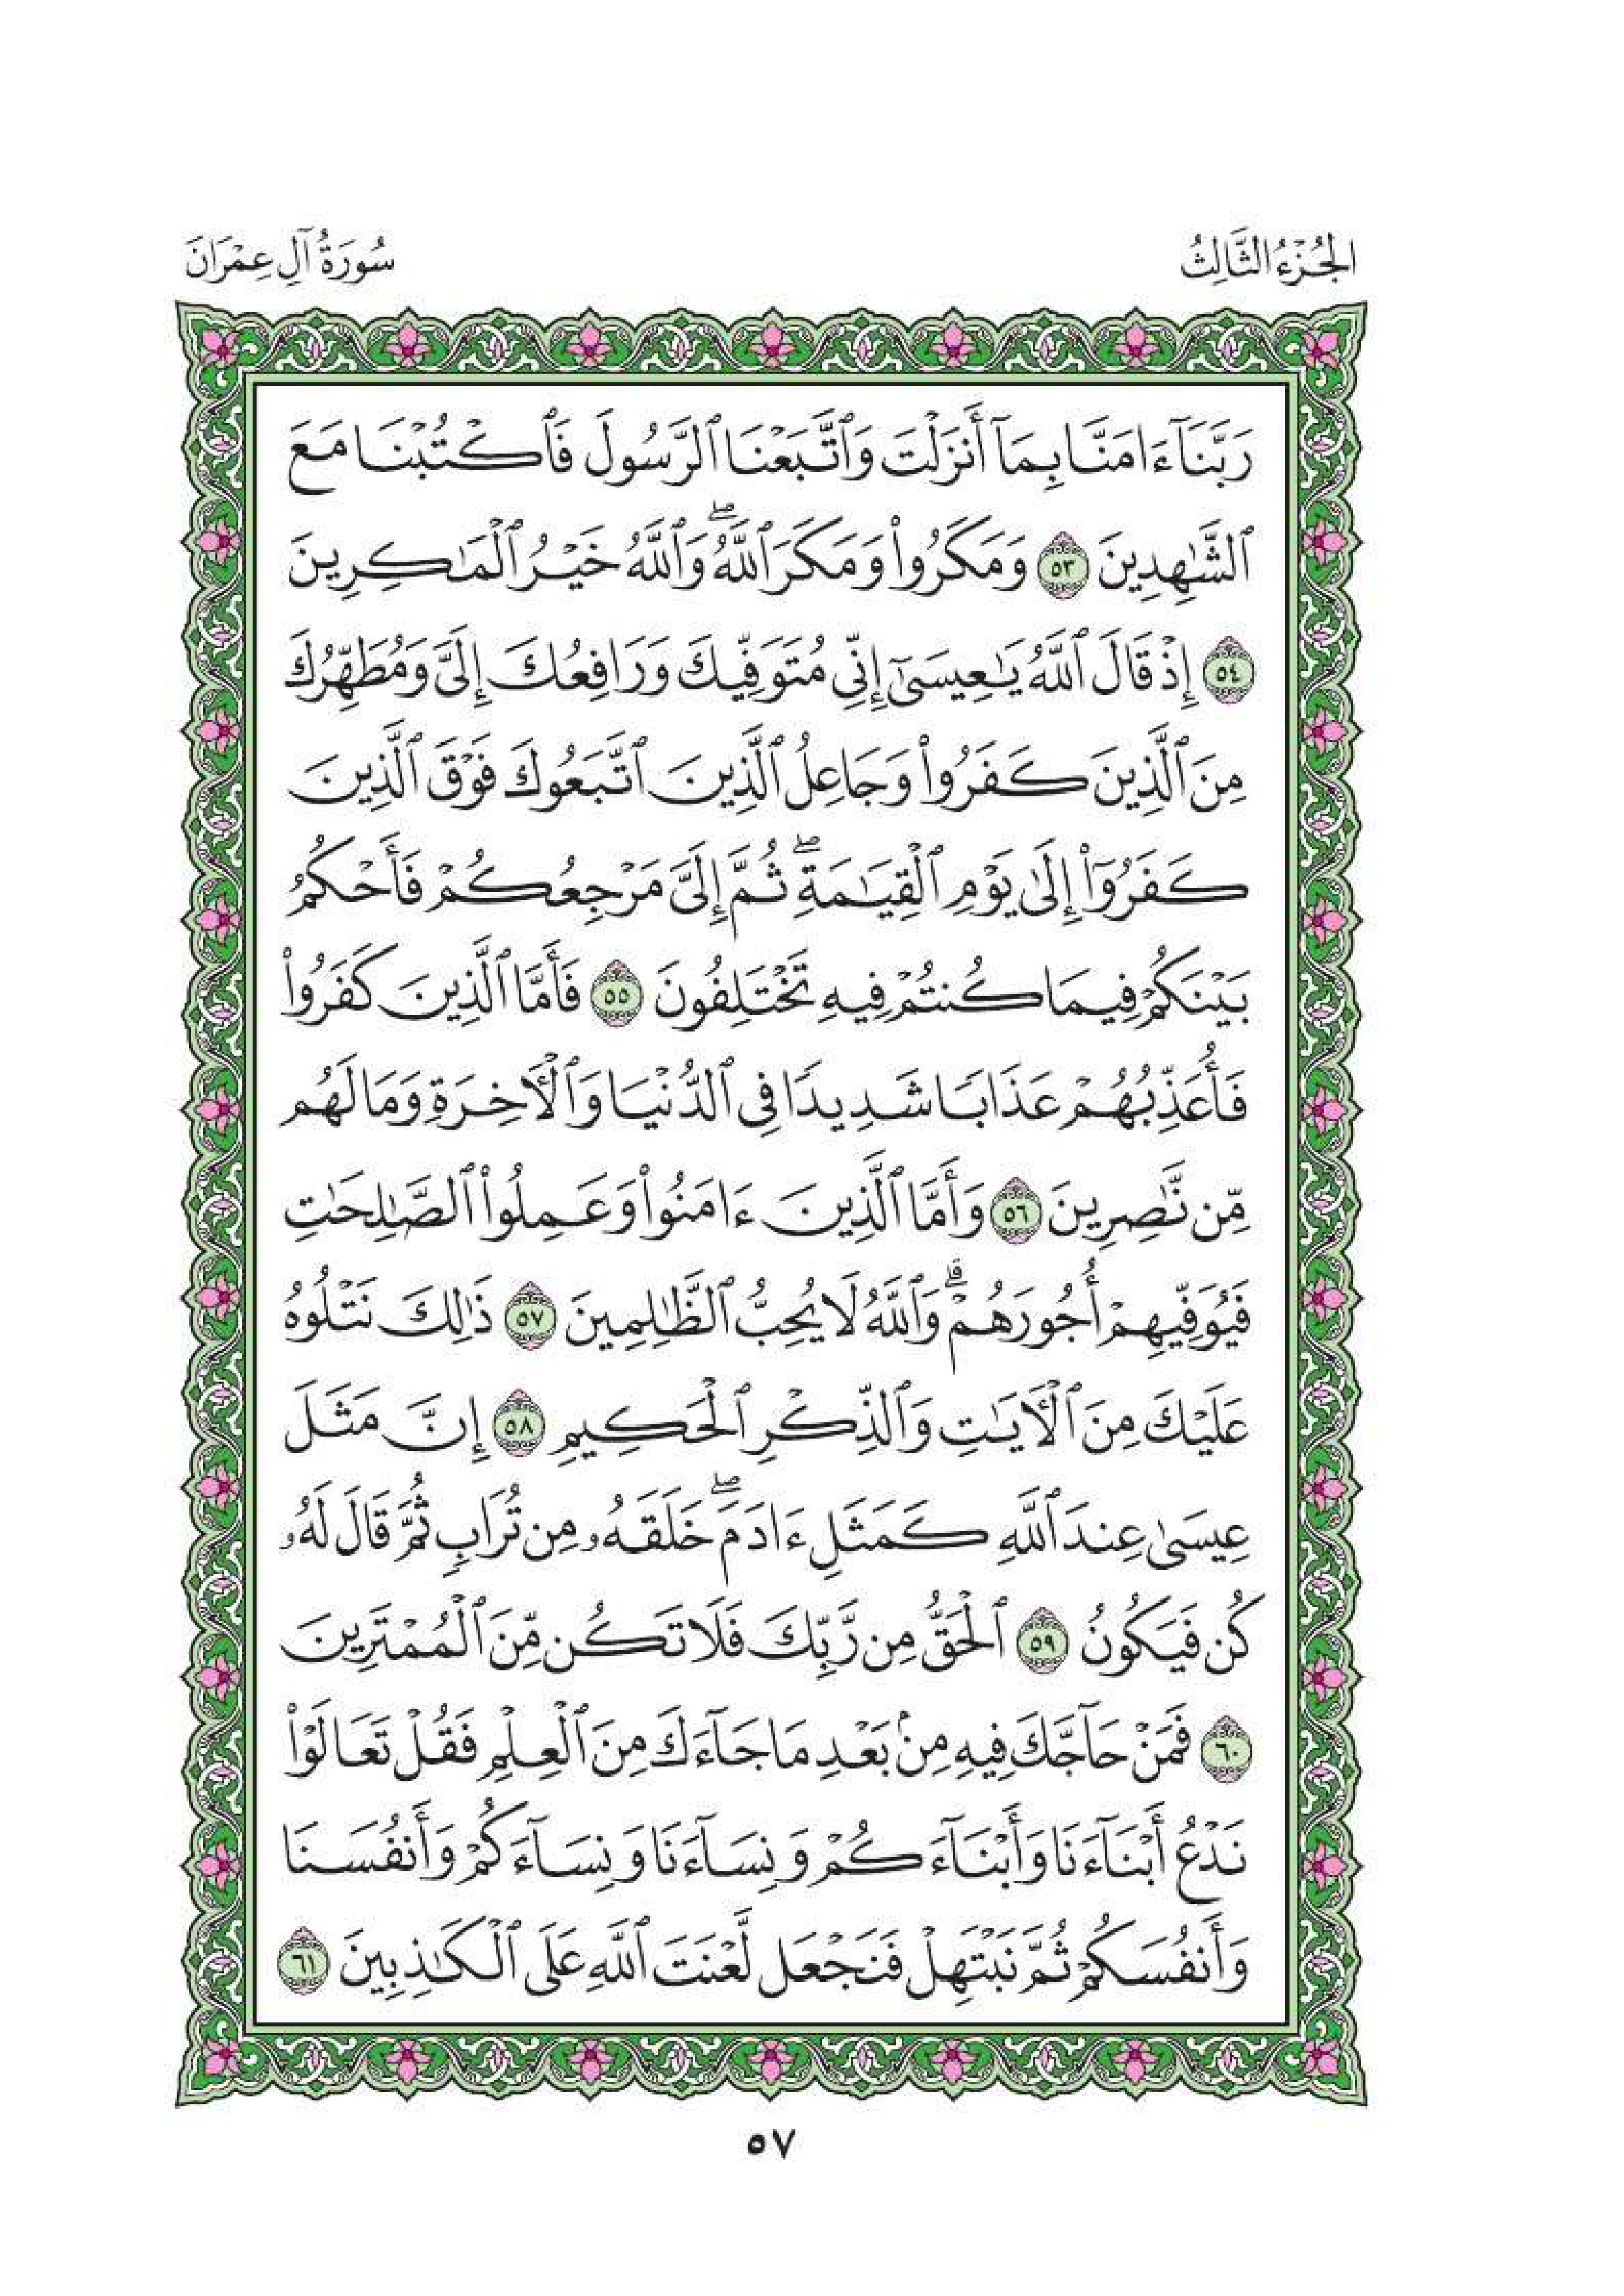 الجُزْءُ الثَّالِثُ
سُورَةُ آلِ عِمْرَانَ
رَبَّنَآ ءَامَنَّا بِمَآ أَنزَلْتَ وَٱتَّبَعْنَا ٱلرَّسُولَ فَٱكْتُبْنَا مَعَ
ٱلشَّٰهِدِينَ ٥٣ وَمَكَرُوا۟ وَمَكَرَ ٱللَّهُ ۖ وَٱللَّهُ خَيْرُ ٱلْمَٰكِرِينَ
٥٤ إِذْ قَالَ ٱللَّهُ يَٰعِيسَىٰٓ إِنِّى مُتَوَفِّيكَ وَرَافِعُكَ إِلَىَّ وَمُطَهِّرُكَ
مِنَ ٱلَّذِينَ كَفَرُوا۟ وَجَاعِلُ ٱلَّذِينَ ٱتَّبَعُوكَ فَوْقَ ٱلَّذِينَ
كَفَرُوٓا۟ إِلَىٰ يَوْمِ ٱلْقِيَٰمَةِ ۖ ثُمَّ إِلَىَّ مَرْجِعُكُمْ فَأَحْكُمُ
بَيْنَكُمْ فِيمَا كُنتُمْ فِيهِ تَخْتَلِفُونَ ٥٥ فَأَمَّا ٱلَّذِينَ كَفَرُوا۟
فَأُعَذِّبُهُمْ عَذَابًا شَدِيدًا فِى ٱلدُّنْيَا وَٱلْءَاخِرَةِ وَمَا لَهُم
مِّن نَّٰصِرِينَ ٥٦ وَأَمَّا ٱلَّذِينَ ءَامَنُوا۟ وَعَمِلُوا۟ ٱلصَّٰلِحَٰتِ
فَيُوَفِّيهِمْ أُجُورَهُمْ ۗ وَٱللَّهُ لَا يُحِبُّ ٱلظَّٰلِمِينَ ٥٧ ذَٰلِكَ نَتْلُوهُ
عَلَيْكَ مِنَ ٱلْءَايَٰتِ وَٱلذِّكْرِ ٱلْحَكِيمِ ٥٨ إِنَّ مَثَلَ
عِيسَىٰ عِندَ ٱللَّهِ كَمَثَلِ ءَادَمَ ۖ خَلَقَهُۥ مِن تُرَابٍ ثُمَّ قَالَ لَهُۥ
كُن فَيَكُونُ ٥٩ ٱلْحَقُّ مِن رَّبِّكَ فَلَا تَكُن مِّنَ ٱلْمُمْتَرِينَ
٦٠ فَمَنْ حَآجَّكَ فِيهِ مِنۢ بَعْدِ مَا جَآءَكَ مِنَ ٱلْعِلْمِ فَقُلْ تَعَالَوْا۟
نَدْعُ أَبْنَآءَنَا وَأَبْنَآءَكُمْ وَنِسَآءَنَا وَنِسَآءَكُمْ وَأَنفُسَنَا
وَأَنفُسَكُمْ ثُمَّ نَبْتَهِلْ فَنَجْعَل لَّعْنَتَ ٱللَّهِ عَلَى ٱلْكَٰذِبِينَ ٦١
٥٧